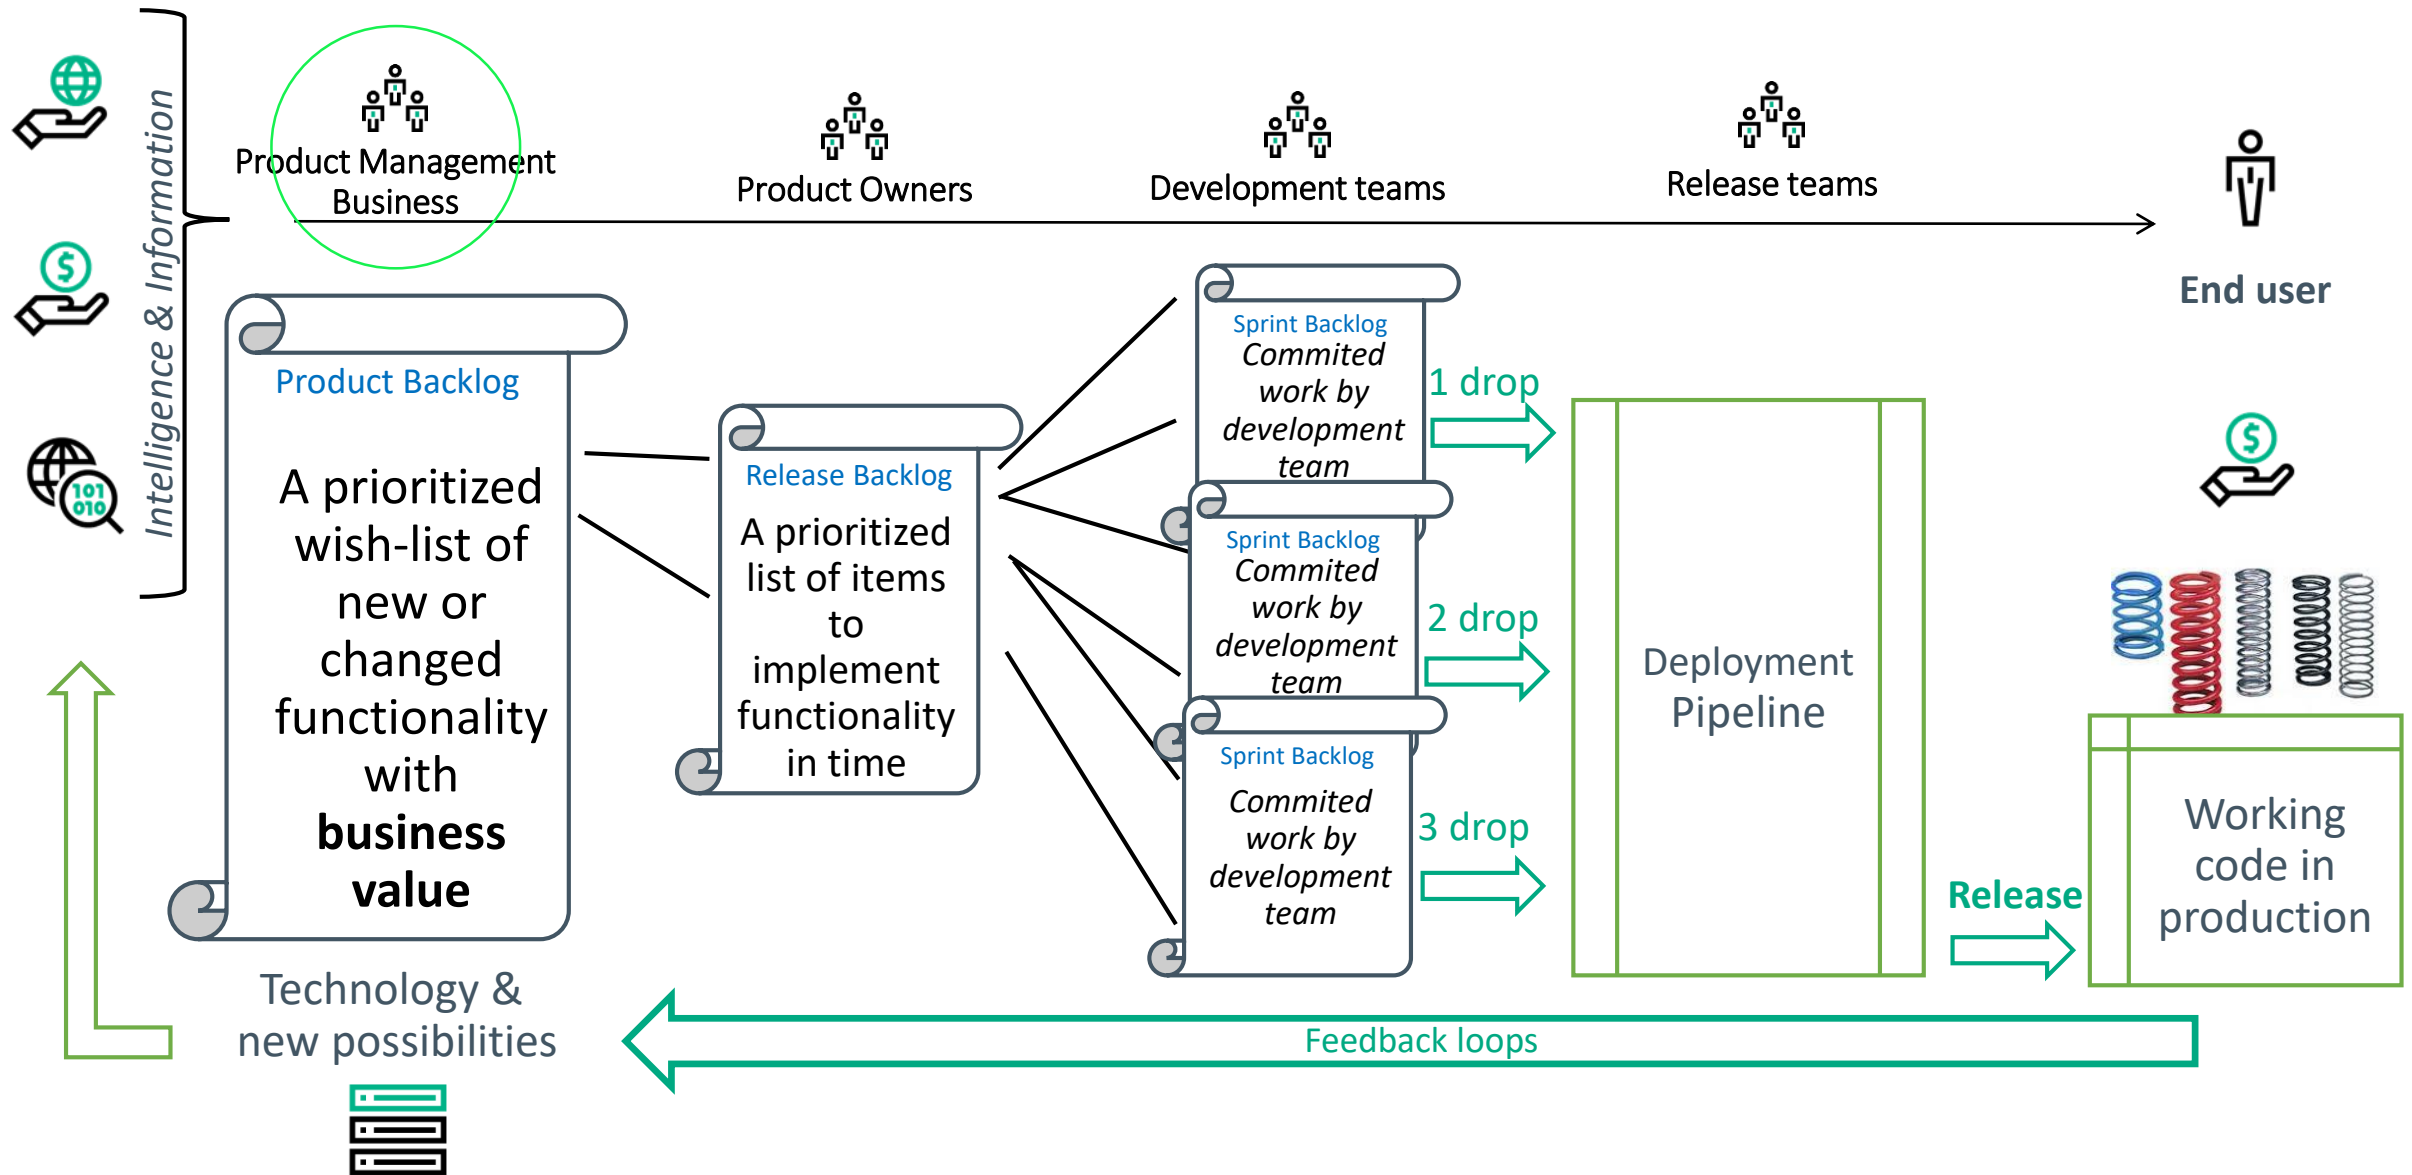 Intelligence & Information
Product Management
Business
Product Owners
Development teams
Release teams
End user
Product Backlog
A prioritized
wish-list of
new or
changed
functionality
with
business
value
Release Backlog
A prioritized
list of items
to
implement
functionality
in time
Sprint Backlog
Commited
work by
development
team
1 drop
Sprint Backlog
Commited
work by
development
team
2 drop
Sprint Backlog
Commited
work by
development
team
3 drop
Deployment
Pipeline
Release
Working
code in
production
Technology &
new possibilities
Feedback loops
$
$
101
010